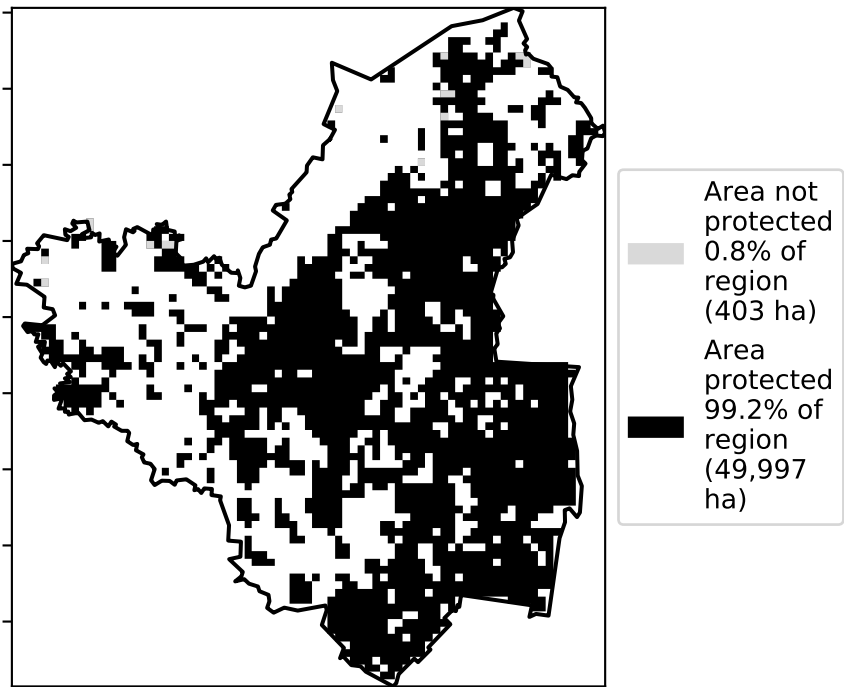 Area not
protected
0.8% of
region
(403 ha)
Area
protected
99.2% of
region
(49,997
ha)